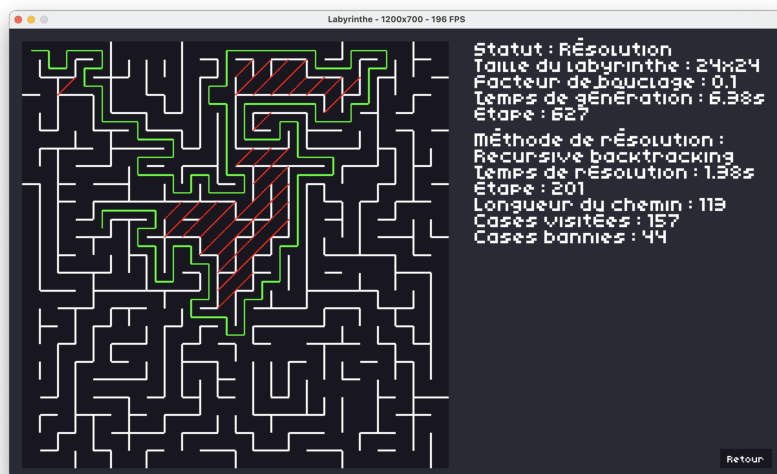 Labyrinthe - 1200x700 - 196 FPS
Statut : Résolution
Taille du labyrinthe : 24x24
Facteur de bouclage : 0.1
Temps de génération : 6.38s
Étape : 627
Méthode de résolution :
Recursive backtracking
Temps de résolution : 1.38s
Étape : 201
Longueur du chemin : 113
Cases visitées : 157
Cases bannies : 44
Retour